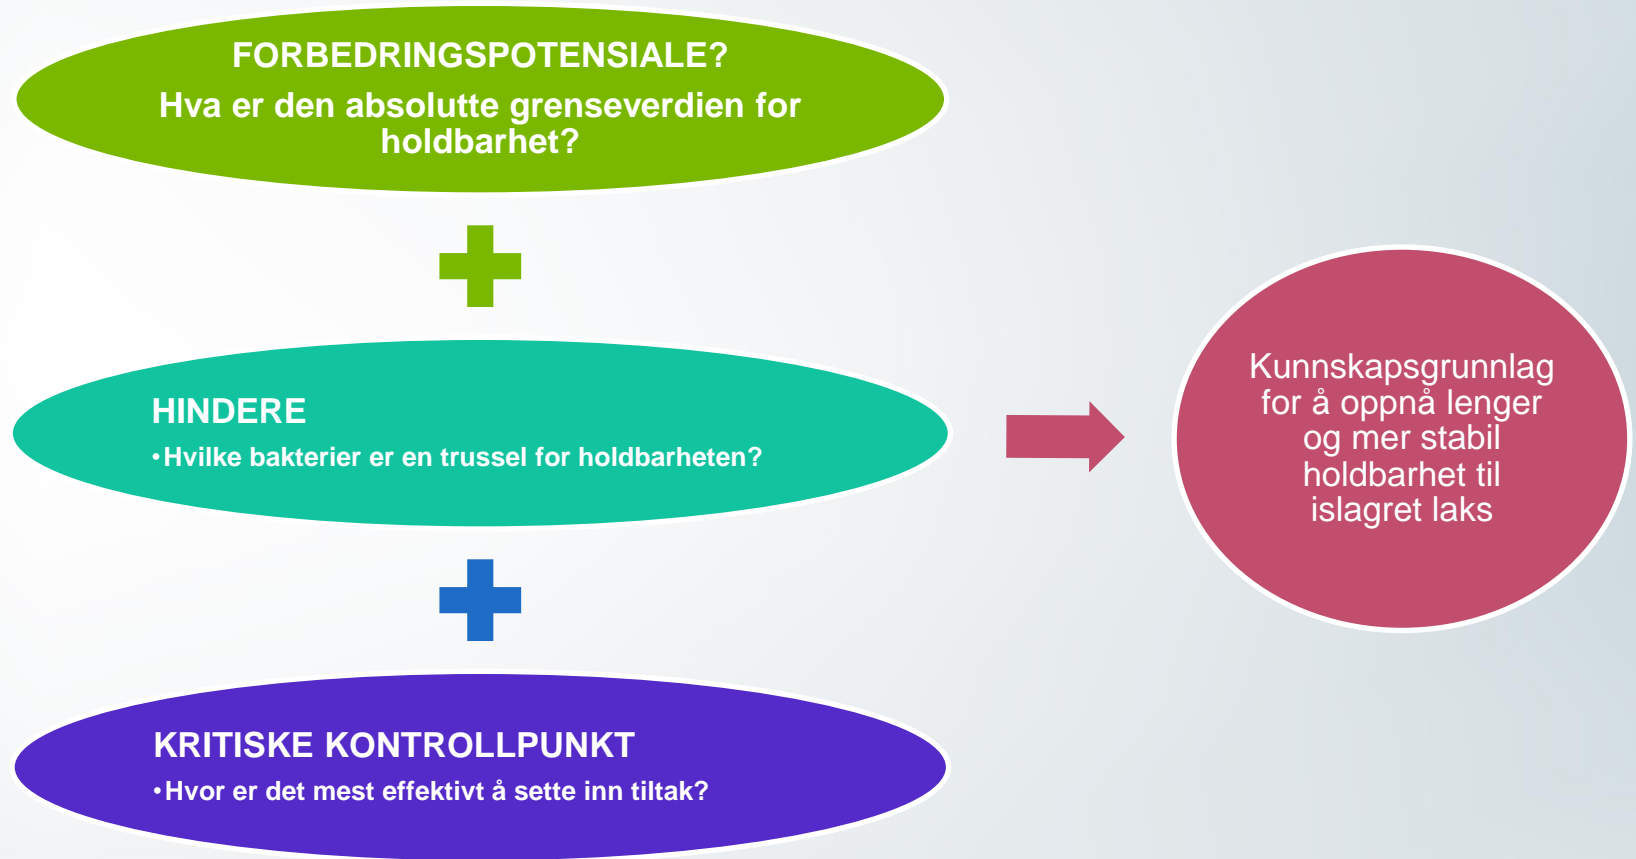 FORBEDRINGSPOTENSIALE?
Hva er den absolutte grenseverdien for
holdbarhet?
HINDERE
•Hvilke bakterier er en trussel for holdbarheten?
KRITISKE KONTROLLPUNKT
•Hvor er det mest effektivt å sette inn tiltak?
Kunnskapsgrunnlag
for å oppnå lenger
og mer stabil
holdbarhet til
islagret laks